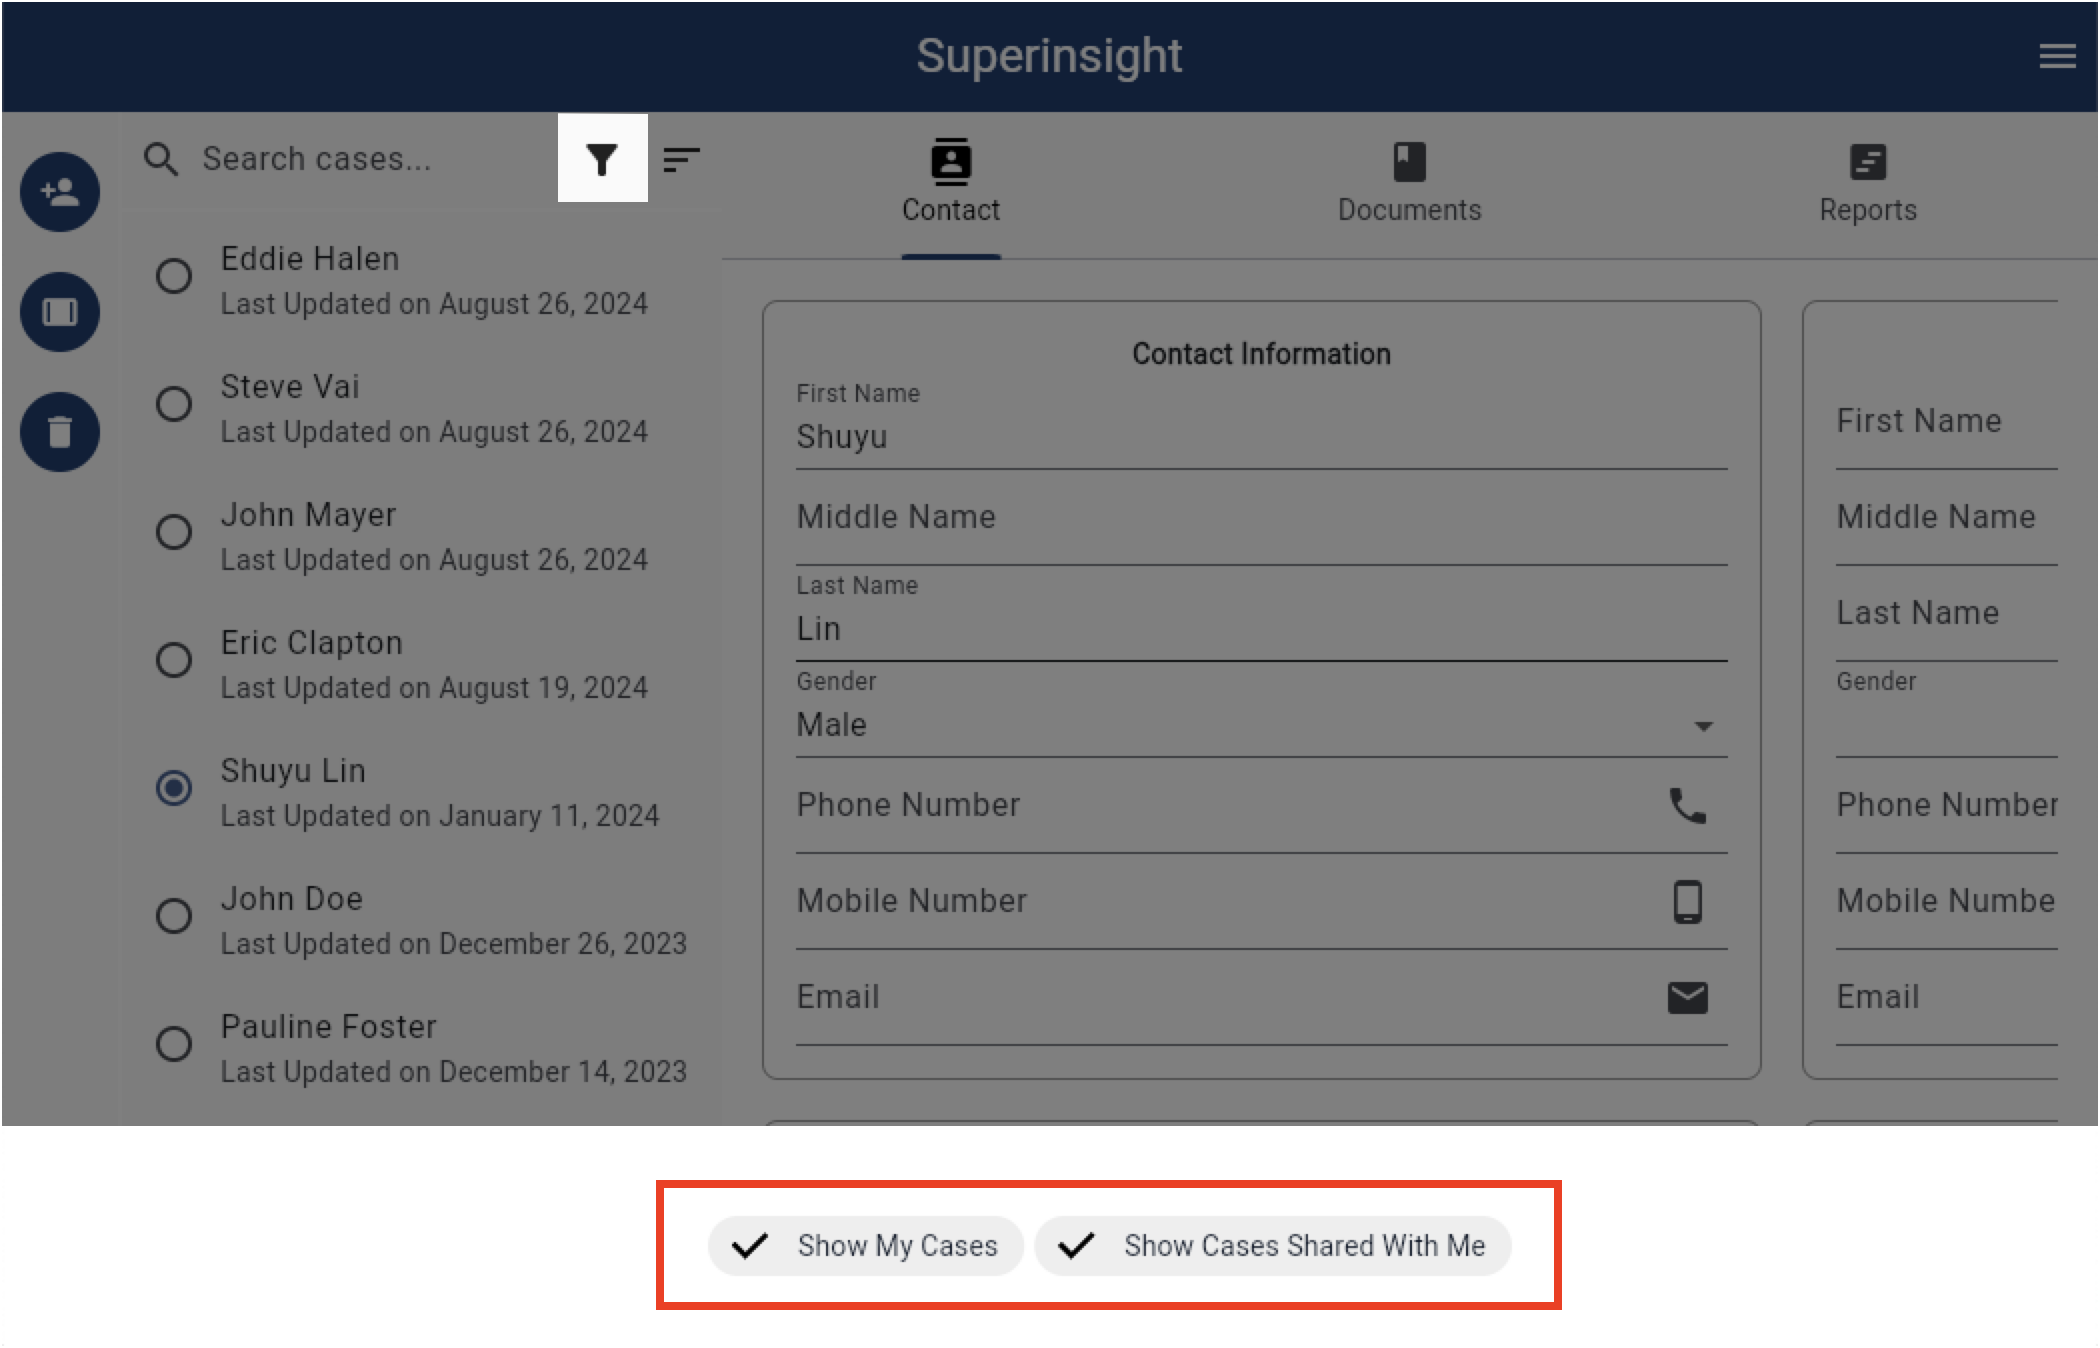 Superinsight
Search cases...
Eddie Halen
Last Updated on August 26, 2024
Steve Vai
Last Updated on August 26, 2024
John Mayer
Last Updated on August 26, 2024
Eric Clapton
Last Updated on August 19, 2024
Shuyu Lin
Last Updated on January 11, 2024
John Doe
Last Updated on December 26, 2023
Pauline Foster
Last Updated on December 14, 2023
Contact
Documents
Reports
Contact Information
First Name
Shuyu
Middle Name
Last Name
Lin
Gender
Male
Phone Number
Mobile Number
Email
First Name
Middle Name
Last Name
Gender
Phone Number
Mobile Numbe
Email
Show My Cases
Show Cases Shared With Me